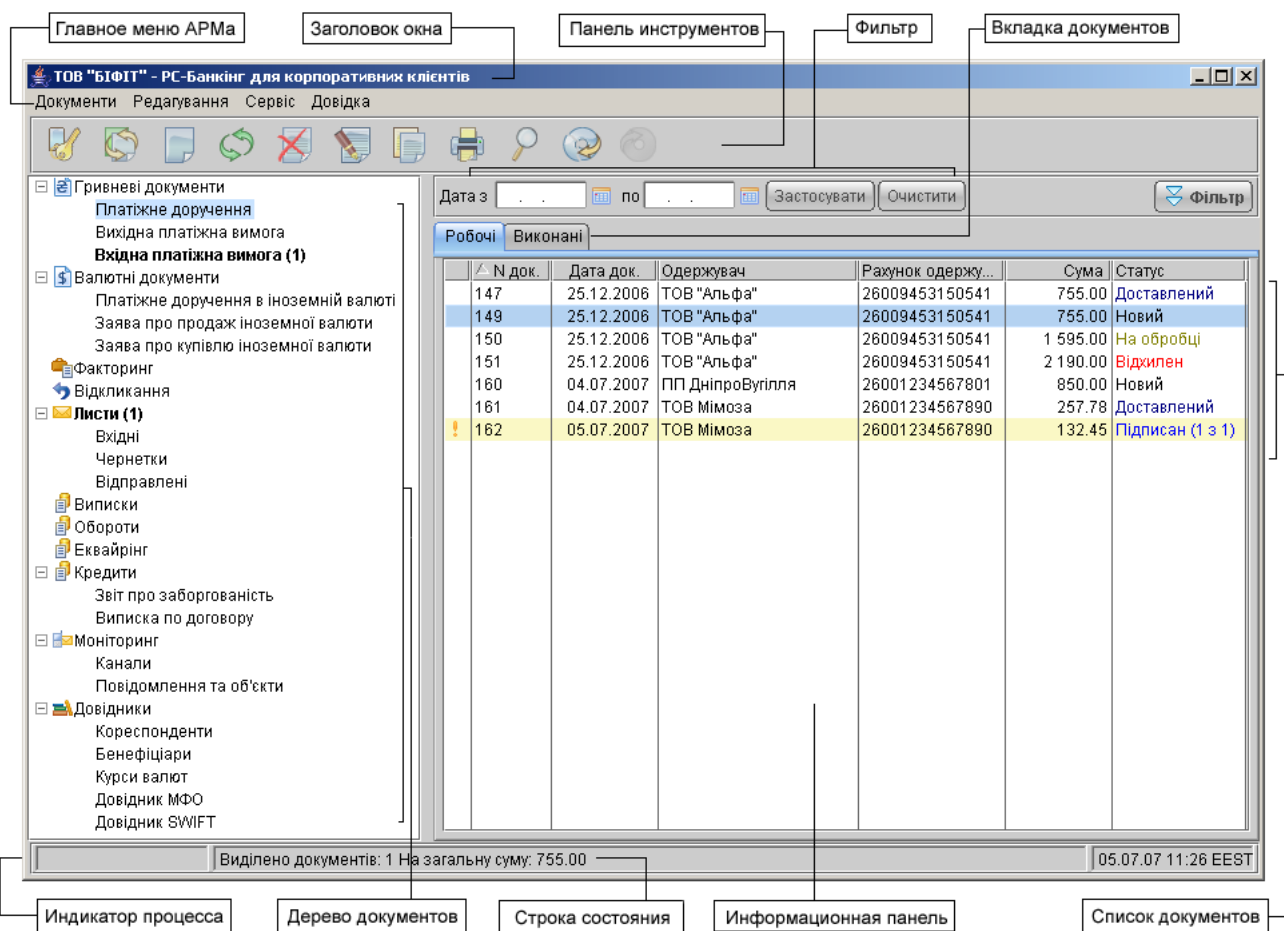 Главное меню АРМа
Заголовок окна
Панель инструментов
Фильтр
Вкладка документов
ТОВ "БІФІТ" - РС-Банкінг для корпоративних клієнтів
Документи Редагування Сервіс Довідка
Гривневі документи
Платіжне доручення
Вихідна платіжна вимога
Вхідна платіжна вимога (1)
Валютні документи
Платіжне доручення в іноземній валюті
Заява про продаж іноземної валюти
Заява про купівлю іноземної валюти
Факторинг
Відкликання
Листи (1)
Вхідні
Чернетки
Відправлені
Виписки
Обороти
Еквайрінг
Кредити
Звіт про заборгованість
Виписка по договору
Моніторинг
Канали
Повідомлення та об'єкти
Довідники
Кореспонденти
Бенефіціари
Курси валют
Довідник МФО
Довідник SWIFT
Дата з . . по . . Застосувати Очистити Фільтр
Робочі Виконані
N док. Дата док. Одержувач Рахунок одержу... Сума Статус
147 25.12.2006 ТОВ "Альфа" 26009453150541 755.00 Доставлений
149 25.12.2006 ТОВ "Альфа" 26009453150541 755.00 Новий
150 25.12.2006 ТОВ "Альфа" 26009453150541 1 595.00 На обробці
151 25.12.2006 ТОВ "Альфа" 26009453150541 2 190.00 Відхилен
160 04.07.2007 ПП ДніпроВугілля 26001234567801 850.00 Новий
161 04.07.2007 ТОВ Мімоза 26001234567890 257.78 Доставлений
162 05.07.2007 ТОВ Мімоза 26001234567890 132.45 Підписан (1 з 1)
Виділено документів: 1 На загальну суму: 755.00
05.07.07 11:26 EEST
Индикатор процесса
Дерево документов
Строка состояния
Информационная панель
Список документов